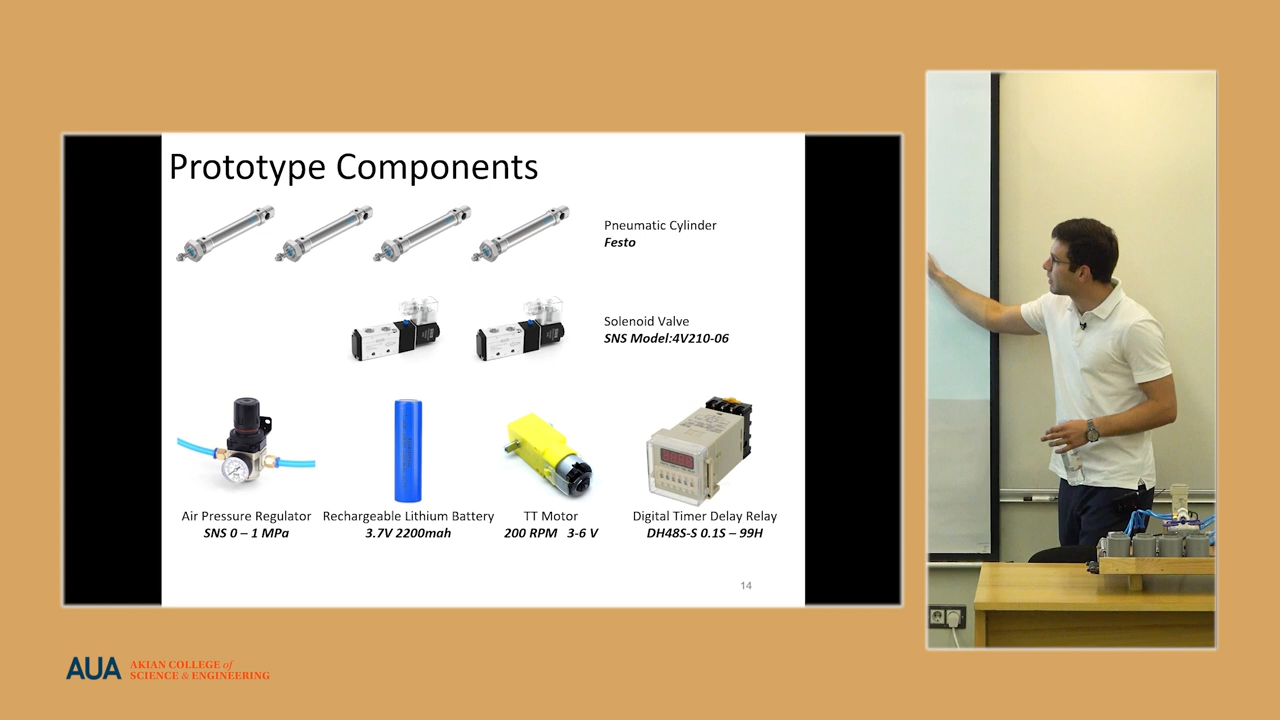 Prototype Components
Pneumatic Cylinder
Festo
Solenoid Valve
SNS Model:4V210-06
Air Pressure Regulator
SNS 0 – 1 MPa
Rechargeable Lithium Battery
3.7V 2200mah
TT Motor
200 RPM 3-6 V
Digital Timer Delay Relay
DH48S-S 0.1S – 99H
14
AUA
AKIAN COLLEGE of
SCIENCE & ENGINEERING